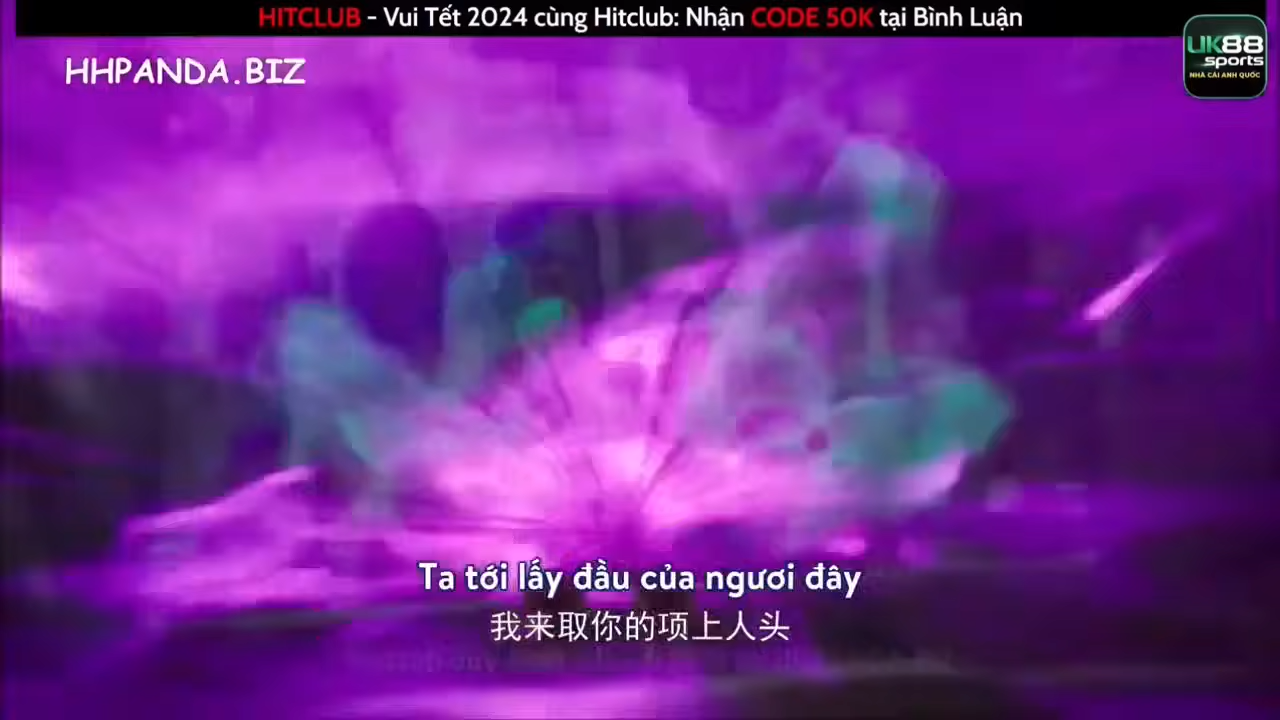 HITCLUB - Vui Tết 2024 cùng Hitclub: Nhận CODE 50K tại Bình Luận
HHPANDA.BIZ
UK88
sports
NHÀ CÁI ANH QUỐC
Ta tới lấy đầu của ngươi đây
我来取你的项上人头